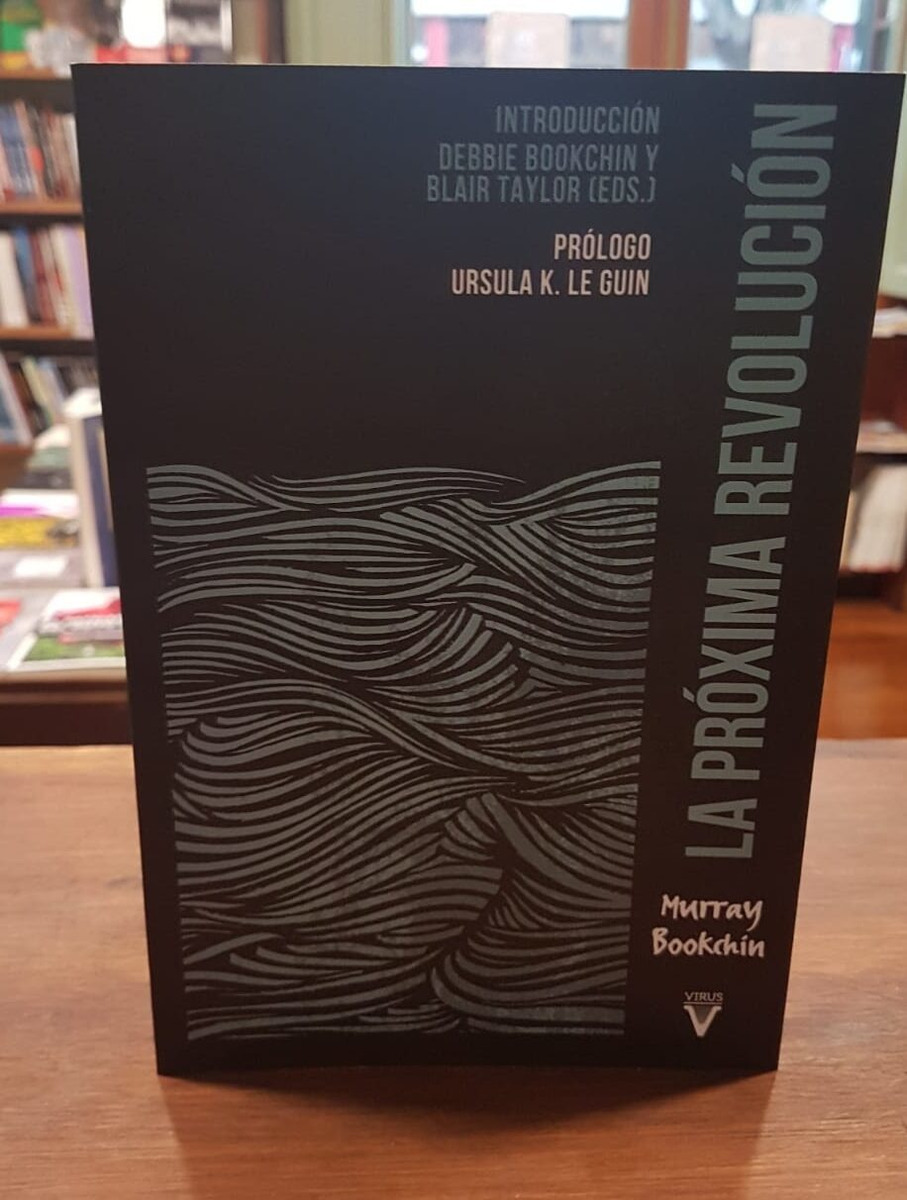 INTRODUCCIÓN
DEBBIE BOOKCHIN Y
BLAIR TAYLOR (EDS.)
PRÓLOGO
URSULA K. LE GUIN
LA PRÓXIMA REVOLUCIÓN
Murray
Bookchin
VIRUS
V